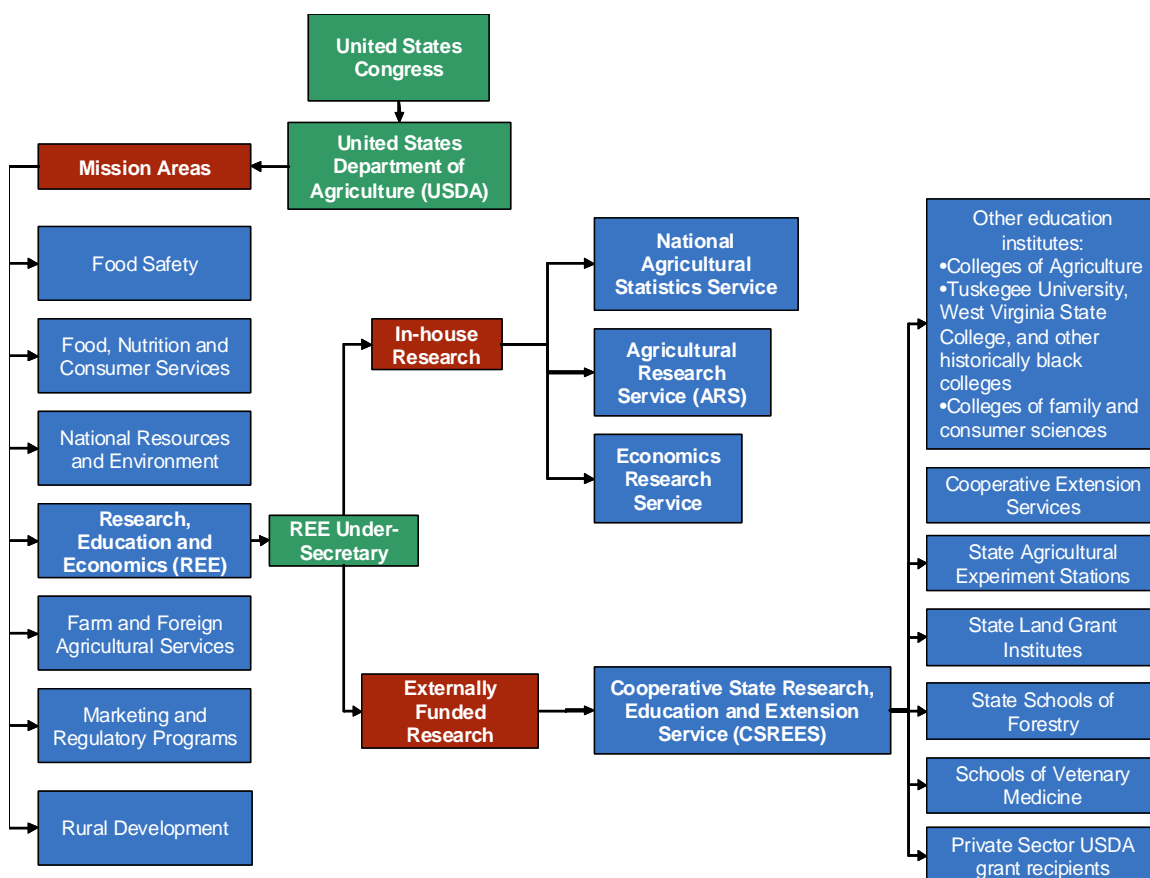 United States
Congress
United States
Department of
Agriculture (USDA)
Mission Areas
Food Safety
Food, Nutrition and
Consumer Services
National Resources
and Environment
Research,
Education and
Economics (REE)
Farm and Foreign
Agricultural Services
Marketing and
Regulatory Programs
Rural Development
REE Under-
Secretary
In-house
Research
National
Agricultural
Statistics Service
Agricultural
Research
Service (ARS)
Economics
Research
Service
Externally
Funded
Research
Cooperative State Research,
Education and Extension
Service (CSREES)
Other education
institutes:
•Colleges of Agriculture
•Tuskegee University,
West Virginia State
College, and other
historically black
colleges
•Colleges of family and
consumer sciences
Cooperative Extension
Services
State Agricultural
Experiment Stations
State Land Grant
Institutes
State Schools of
Forestry
Schools of Vetenary
Medicine
Private Sector USDA
grant recipients